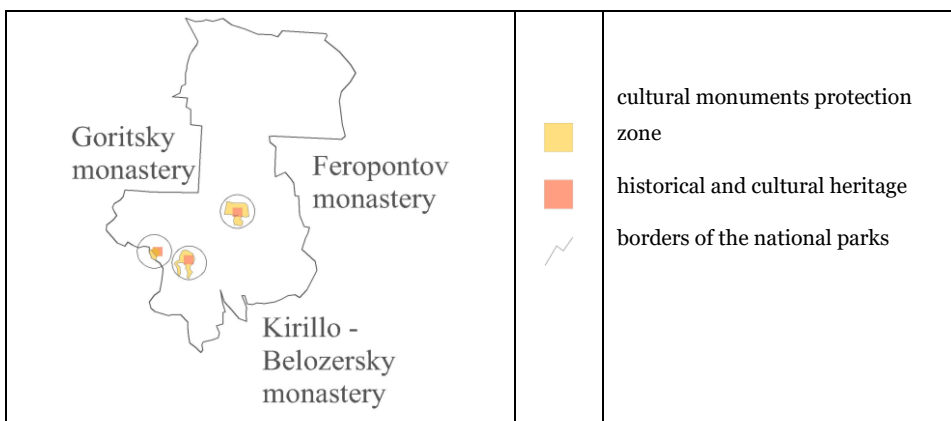 Goritsky
monastery
Feropontov
monastery
Kirillo -
Belozersky
monastery
cultural monuments protection
zone
historical and cultural heritage
borders of the national parks